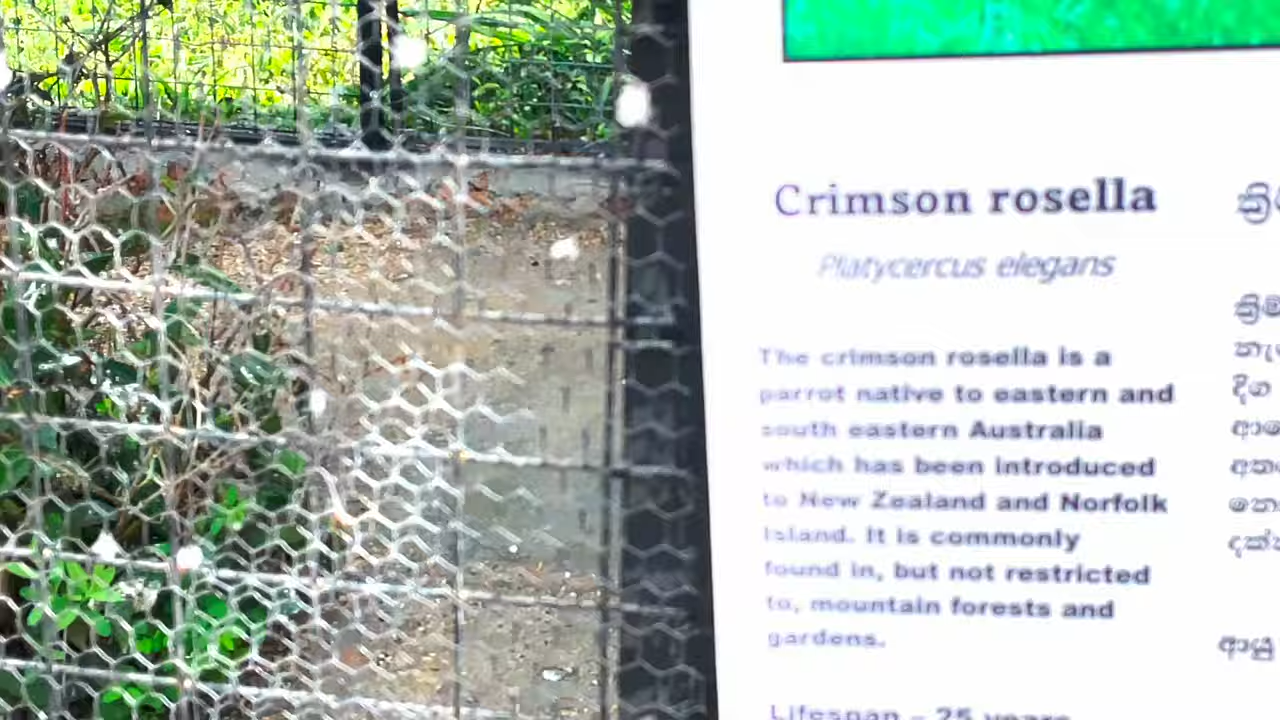 Crimson rosella
Platycercus elegans
The crimson rosella is a
parrot native to eastern and
south eastern Australia
which has been introduced
to New Zealand and Norfolk
Island. It is commonly
found in, but not restricted
to, mountain forests and
gardens.
Lifespan - 25 years